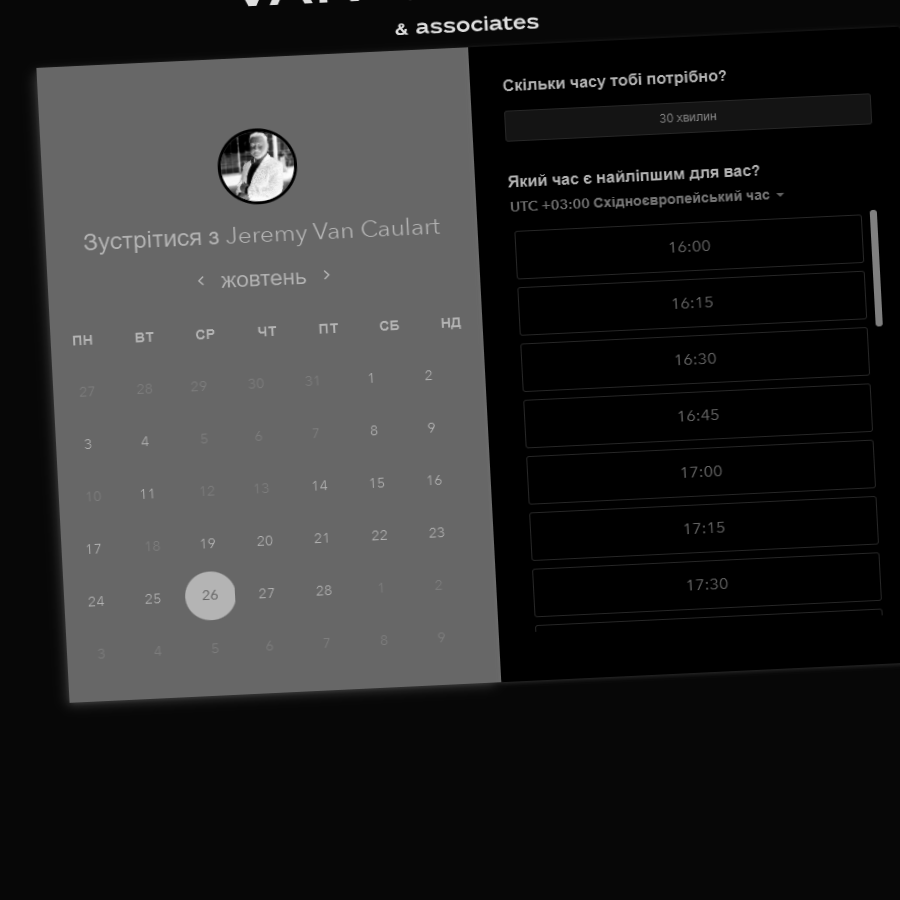 & associates
Зустрітися з Jeremy Van Caulart
жовтень
ПН ВТ СР ЧТ ПТ СБ НД
27 28 29 30 31 1 2
3 4 5 6 7 8 9
10 11 12 13 14 15 16
17 18 19 20 21 22 23
24 25 26 27 28 1 2
3 4 5 6 7 8 9
Скільки часу тобі потрібно?
30 хвилин
Який час є найліпшим для вас?
UTC +03:00 Східноєвропейський час
16:00
16:15
16:30
16:45
17:00
17:15
17:30